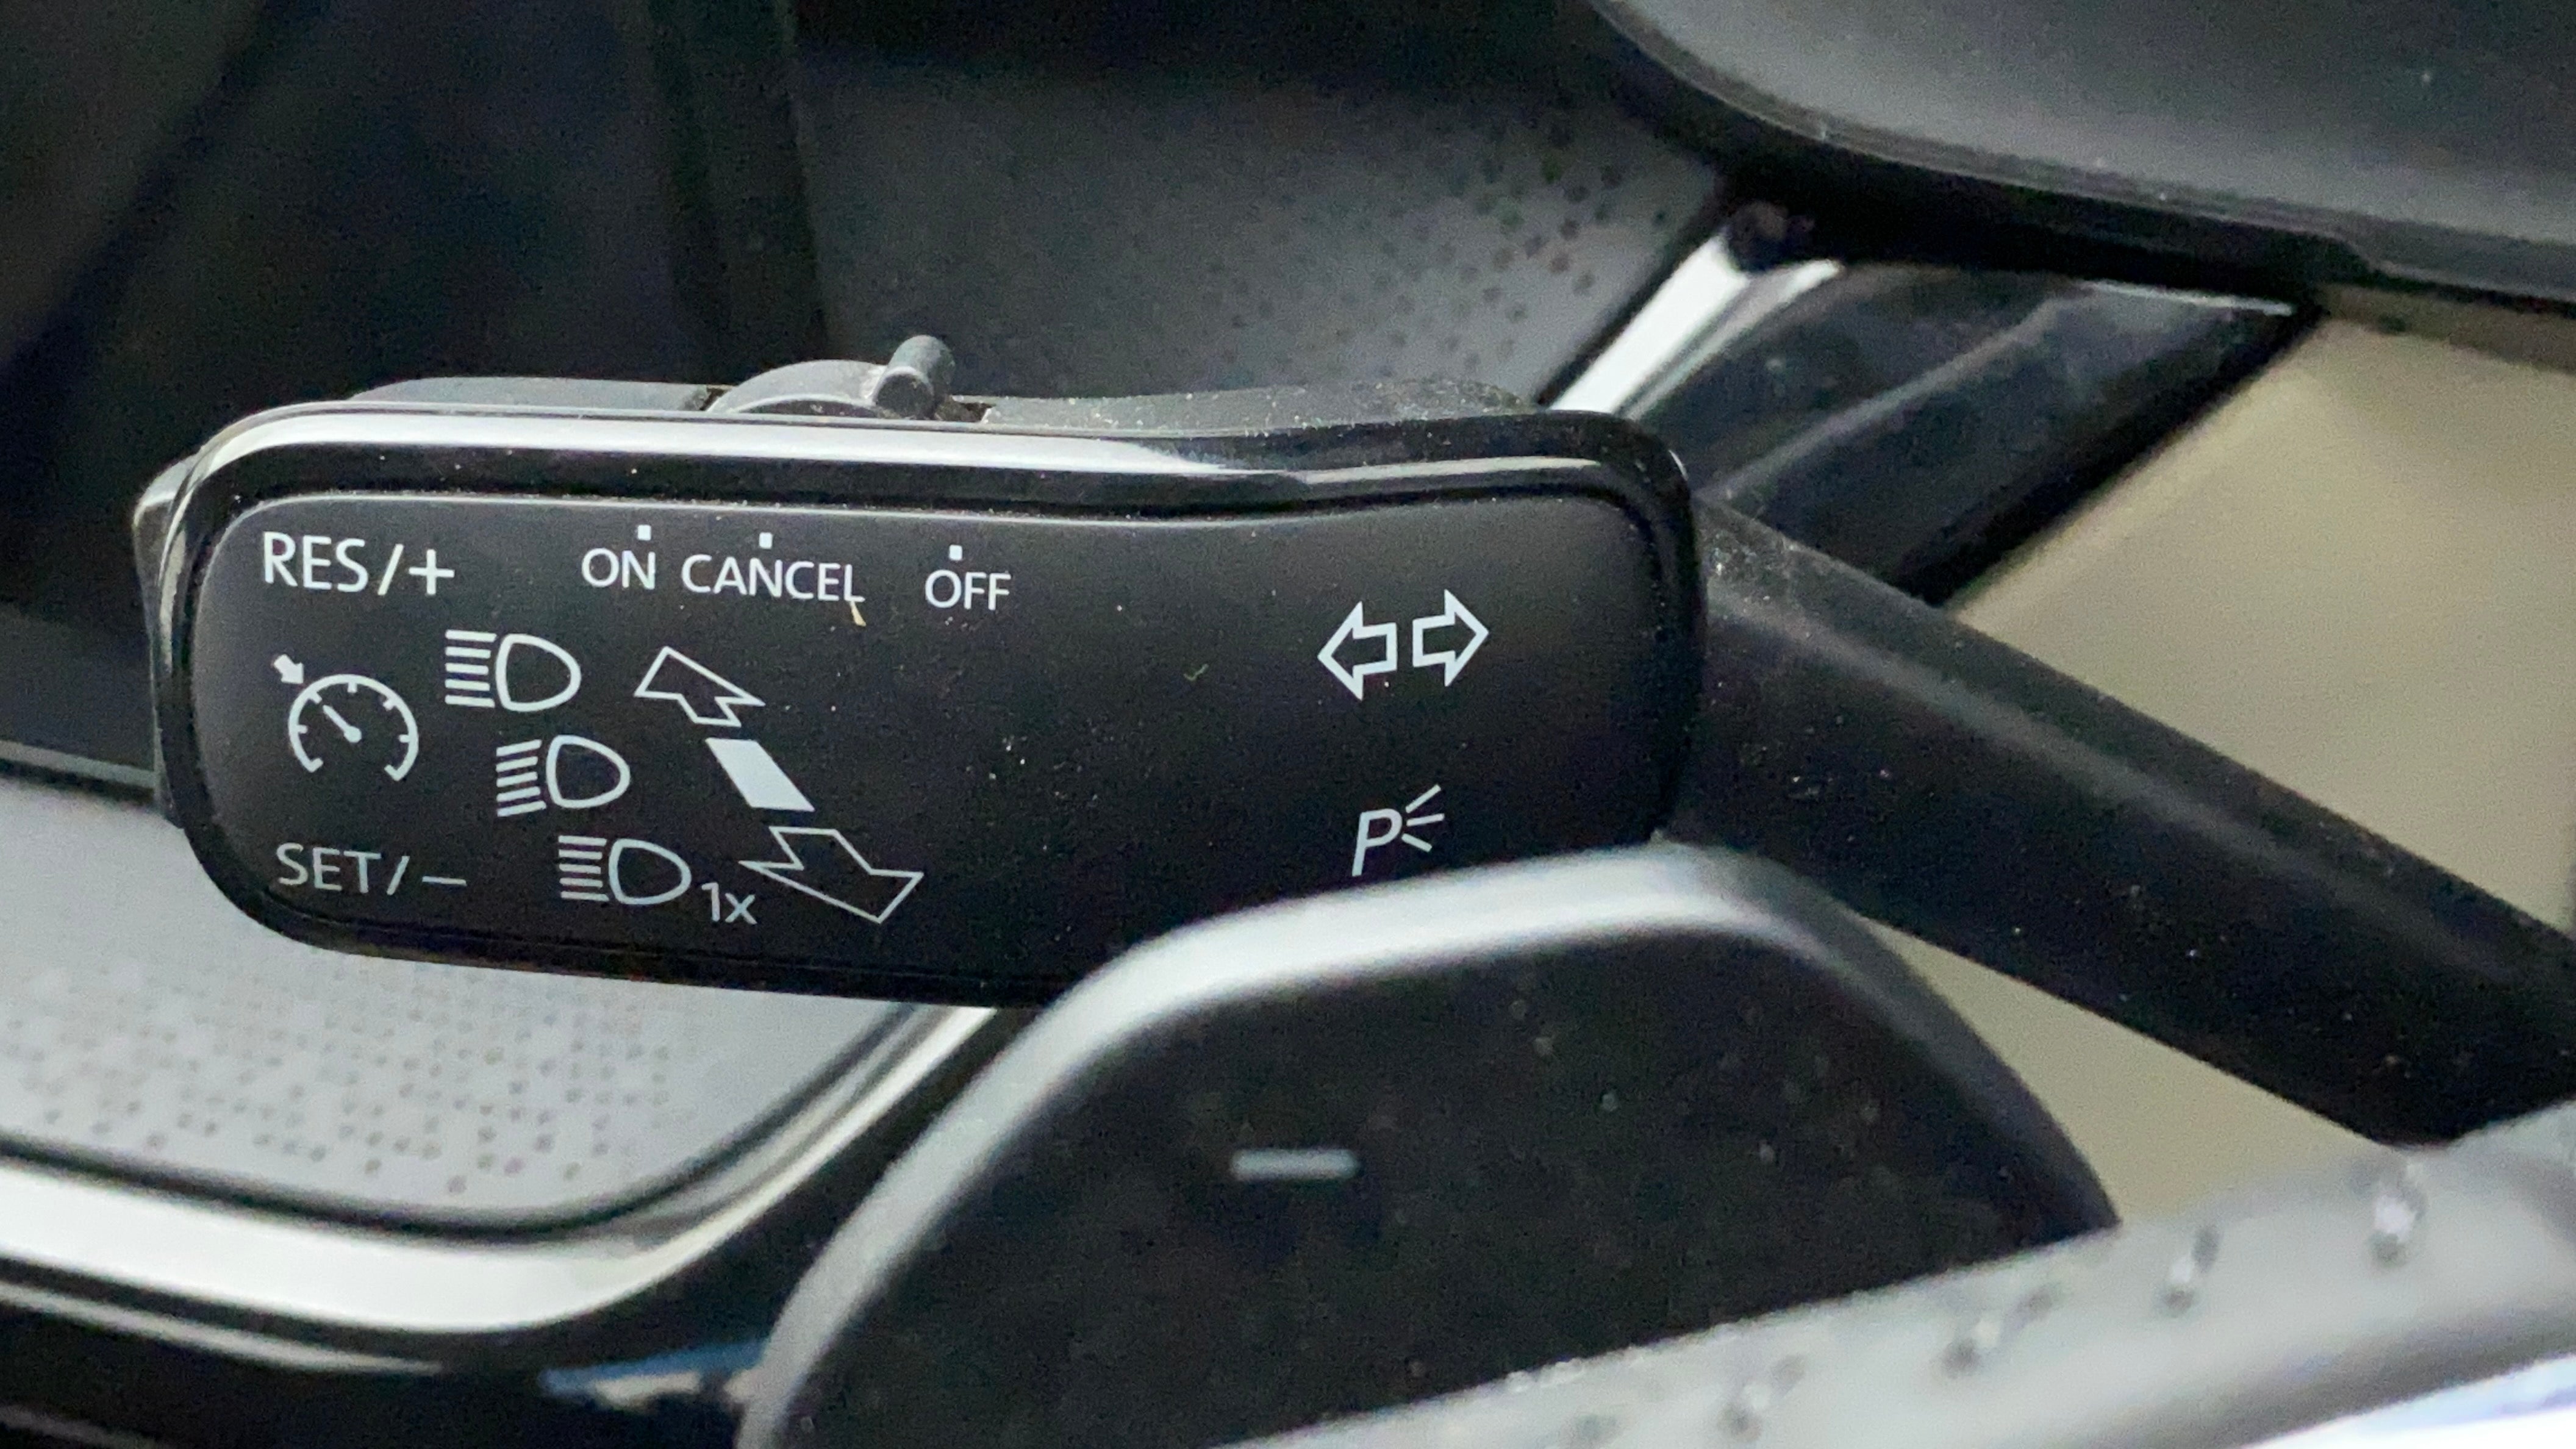 RES/+ ON CANCEL OFF
SET/− 1x P
−